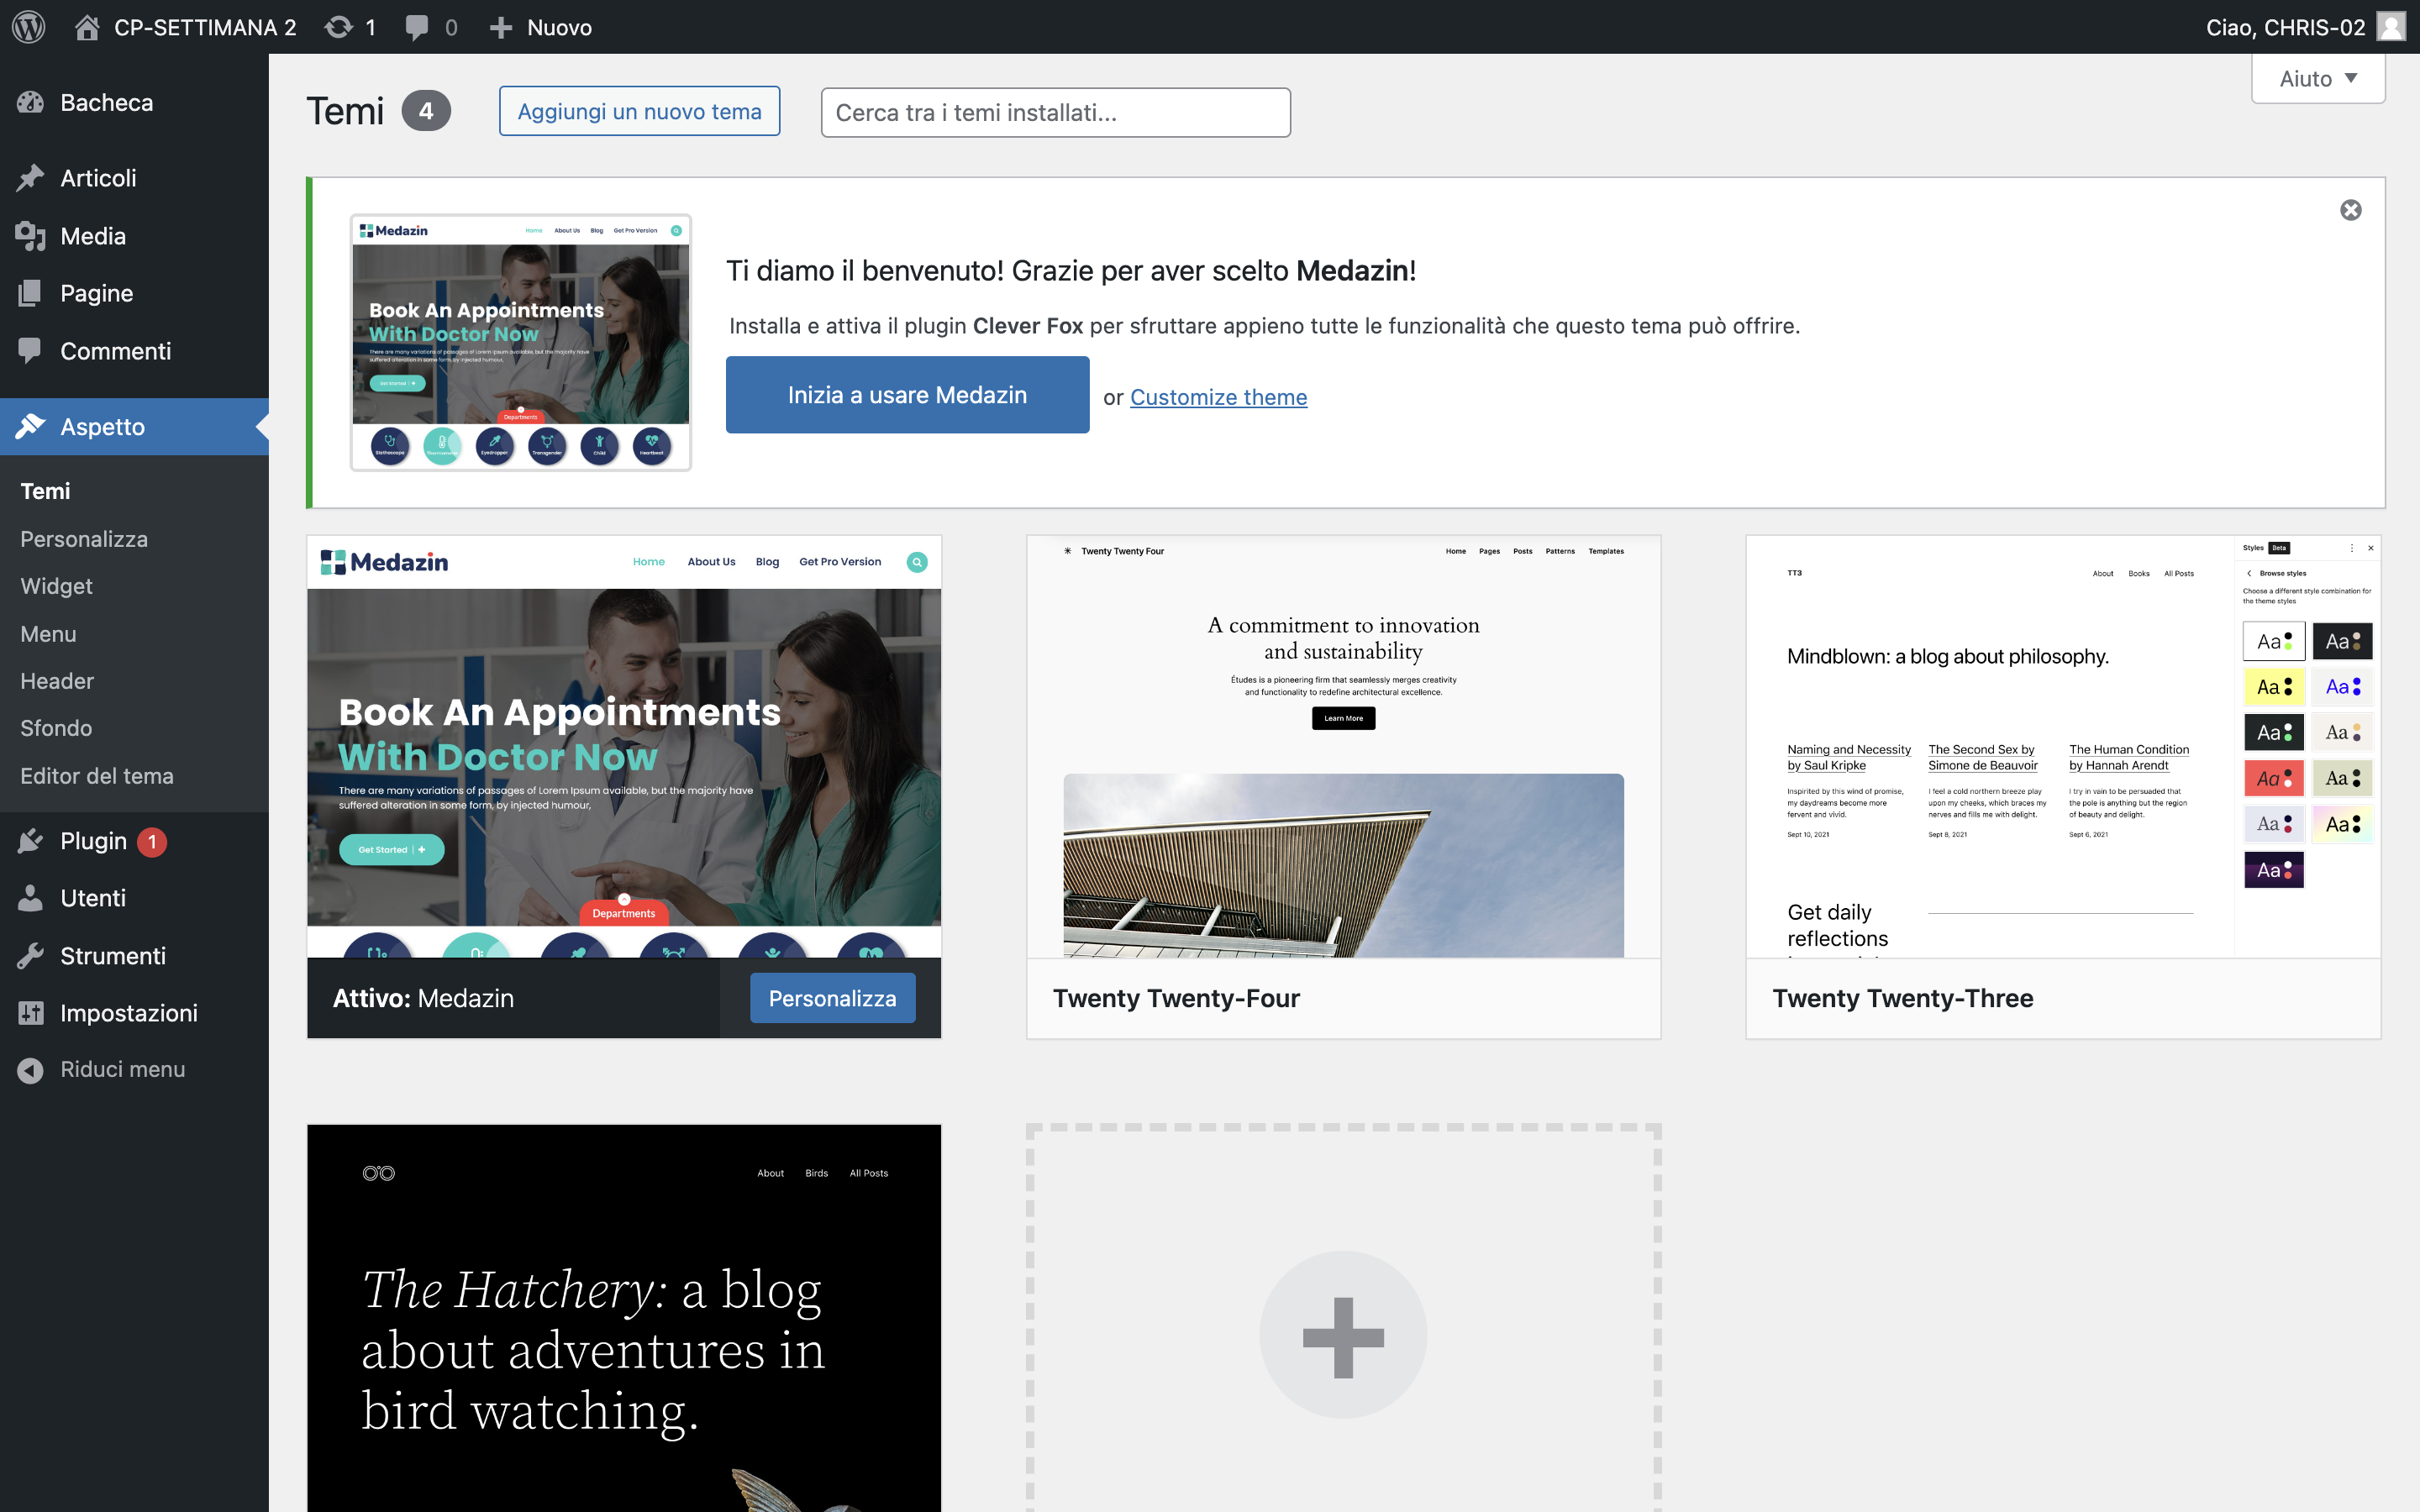 CP-SETTIMANA 2
1
0
Nuovo
Ciao, CHRIS-02
Bacheca
Articoli
Media
Pagine
Commenti
Aspetto
Temi
Personalizza
Widget
Menu
Header
Sfondo
Editor del tema
Plugin 1
Utenti
Strumenti
Impostazioni
Riduci menu
Temi 4
Aggiungi un nuovo tema
Cerca tra i temi installati...
Aiuto
Medazin
Home About Us Blog Get Pro Version
Book An Appointments
With Doctor Now
There are many variations of passages of Lorem Ipsum available, but the majority have
suffered alteration in some form, by injected humour,
Get Started
Departments
Stethoscope Thermometer Eyedropper Transgender Child Heartbeat
Ti diamo il benvenuto! Grazie per aver scelto Medazin!
Installa e attiva il plugin Clever Fox per sfruttare appieno tutte le funzionalità che questo tema può offrire.
Inizia a usare Medazin
or Customize theme
Medazin
Home About Us Blog Get Pro Version
Book An Appointments
With Doctor Now
There are many variations of passages of Lorem Ipsum available, but the majority have
suffered alteration in some form, by injected humour,
Get Started
Departments
Attivo: Medazin
Personalizza
Twenty Twenty Four
Home Pages Posts Patterns Templates
A commitment to innovation
and sustainability
Études is a pioneering firm that seamlessly merges creativity
and functionality to redefine architectural excellence.
Learn More
Twenty Twenty-Four
TT3
About Books All Posts
Mindblown: a blog about philosophy.
Naming and Necessity
by Saul Kripke
Inspirited by this wind of promise,
my daydreams become more
fervent and vivid.
Sept 10, 2021
The Second Sex by
Simone de Beauvoir
I feel a cold northern breeze play
upon my cheeks, which braces my
nerves and fills me with delight.
Sept 8, 2021
The Human Condition
by Hannah Arendt
I try in vain to be persuaded that
the pole is anything but the region
of beauty and delight.
Sept 6, 2021
Get daily
reflections
Styles Beta
Browse styles
Choose a different style combination for
the theme styles
Aa Aa
Aa Aa
Aa Aa
Aa Aa
Aa Aa
Aa
Twenty Twenty-Three
About Birds All Posts
The Hatchery: a blog
about adventures in
bird watching.